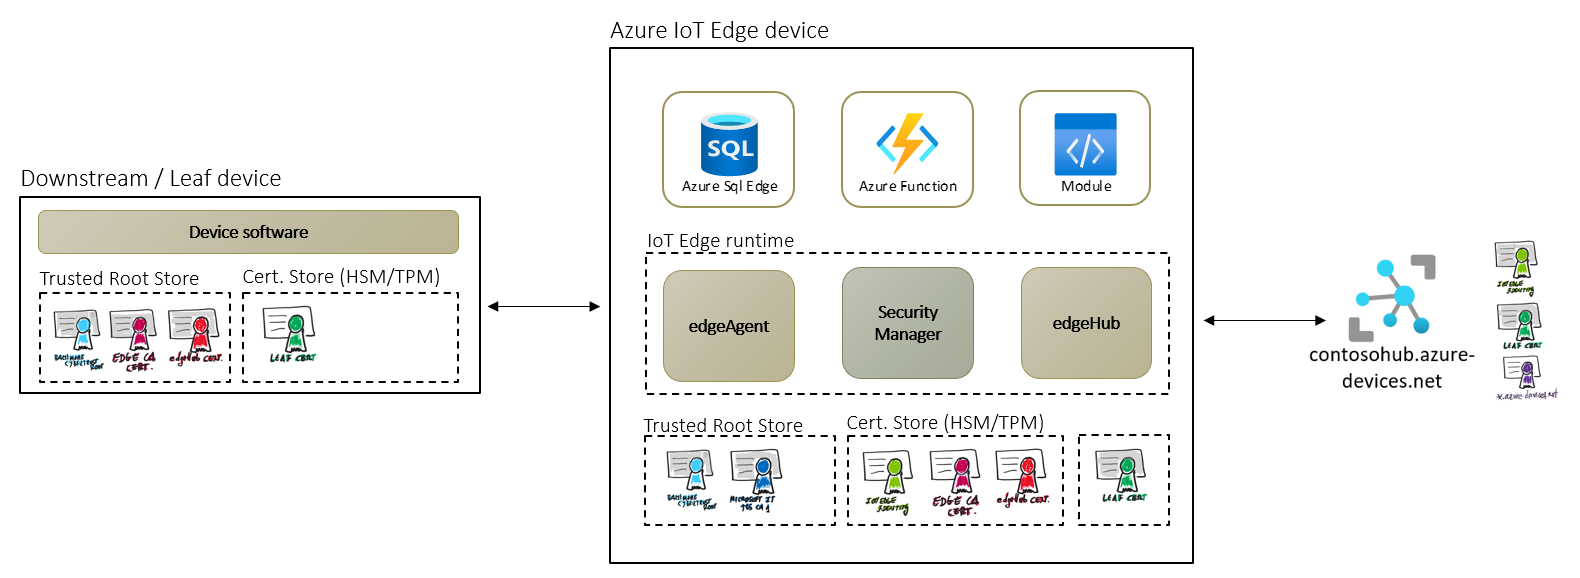 Azure IoT Edge device
SQL
Azure Sql Edge
Azure Function
Module
Downstream / Leaf device
Device software
Trusted Root Store
Cert. Store (HSM/TPM)
BALTIMORE
CYBERTRUST
ROOT
EDGE CA
CERT.
edgeHub CERT.
LEAF CERT
IoT Edge runtime
edgeAgent
Security
Manager
edgeHub
Trusted Root Store
Cert. Store (HSM/TPM)
BALTIMORE
CYBERTRUST
ROOT
MICROSOFT IT
TLS CA 1
IOT EDGE
IDENTITY
EDGE CA
CERT.
edgeHub CERT.
LEAF CERT
contosohub.azure-
devices.net
IOT EDGE
IDENTITY
LEAF CERT
*.azure-devices.net